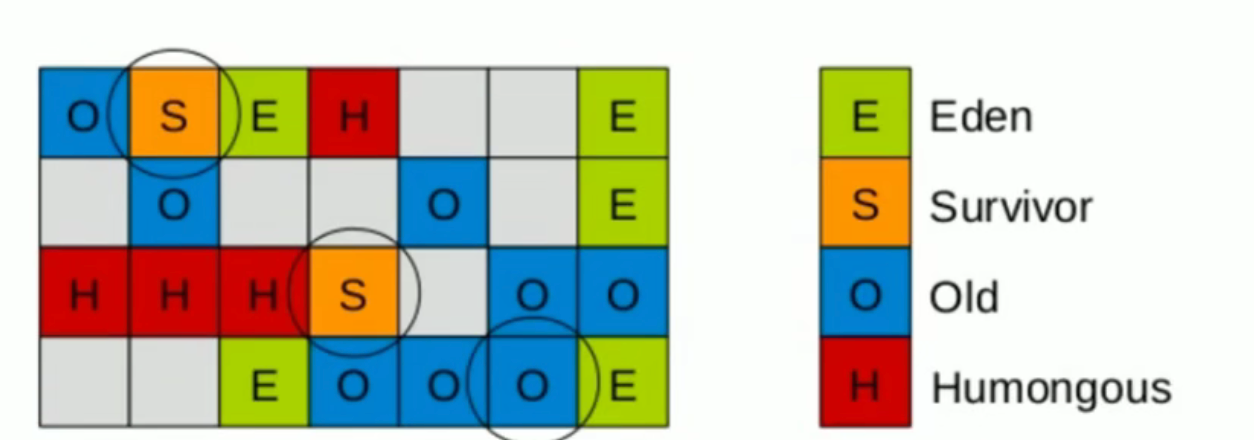 O S E H E E Eden
O O E S Survivor
H H H S O O O Old
E O O O E H Humongous